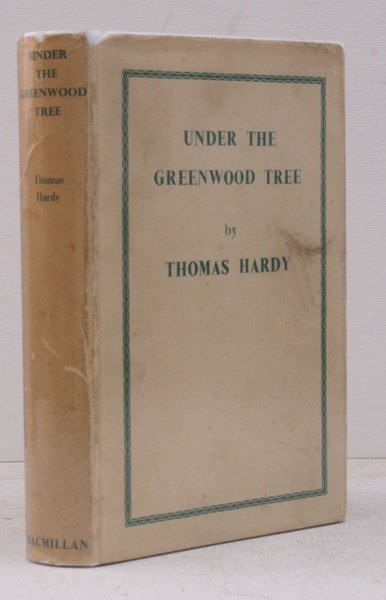 UNDER
THE
GREENWOOD
TREE
Thomas
Hardy
MACMILLAN
UNDER THE
GREENWOOD TREE
by
THOMAS HARDY